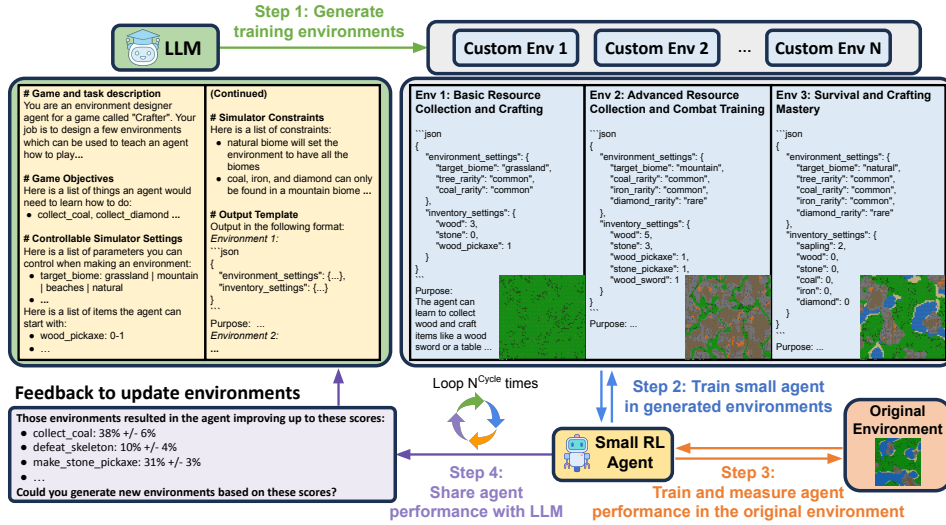 Step 1: Generate
training environments
LLM
Custom Env 1
Custom Env 2
...
Custom Env N
# Game and task description
You are an environment designer
agent for a game called "Crafter". Your
job is to design a few environments
which can be used to teach an agent
how to play...
# Game Objectives
Here is a list of things an agent would
need to learn how to do:
● collect_coal, collect_diamond ...
# Controllable Simulator Settings
Here is a list of parameters you can
control when making an environment:
● target_biome: grassland | mountain
| beaches | natural
● ...
Here is a list of items the agent can
start with:
● wood_pickaxe: 0-1
● ...
(Continued)
# Simulator Constraints
Here is a list of constraints:
● natural biome will set the
environment to have all the
biomes
● coal, iron, and diamond can only
be found in a mountain biome ...
# Output Template
Output in the following format:
Environment 1:
```json
{
"environment_settings": {...},
"inventory_settings": {...}
}
```
Purpose: ...
Environment 2:
...
Env 1: Basic Resource
Collection and Crafting
```json
{
"environment_settings": {
"target_biome": "grassland",
"tree_rarity": "common",
"coal_rarity": "common"
},
"inventory_settings": {
"wood": 3,
"stone": 0,
"wood_pickaxe": 1
}
}
```
Purpose:
The agent can
learn to collect
wood and craft
items like a wood
sword or a table ...
Env 2: Advanced Resource
Collection and Combat Training
```json
{
"environment_settings": {
"target_biome": "mountain",
"coal_rarity": "common",
"iron_rarity": "common",
"diamond_rarity": "rare"
},
"inventory_settings": {
"wood": 5,
"stone": 3,
"wood_pickaxe": 1,
"stone_pickaxe": 1,
"wood_sword": 1
}
}
```
Purpose: ...
Env 3: Survival and Crafting
Mastery
```json
{
"environment_settings": {
"target_biome": "natural",
"tree_rarity": "common",
"coal_rarity": "common",
"iron_rarity": "common",
"diamond_rarity": "rare"
},
"inventory_settings": {
"sapling": 2,
"wood": 0,
"stone": 0,
"coal": 0,
"iron": 0,
"diamond": 0
}
}
```
Purpose: ...
Feedback to update environments
Those environments resulted in the agent improving up to these scores:
● collect_coal: 38% +/- 6%
● defeat_skeleton: 10% +/- 4%
● make_stone_pickaxe: 31% +/- 3%
● ...
Could you generate new environments based on these scores?
Loop N^Cycle times
Step 2: Train small agent
in generated environments
Small RL
Agent
Original
Environment
Step 4:
Share agent
performance with LLM
Step 3:
Train and measure agent
performance in the original environment